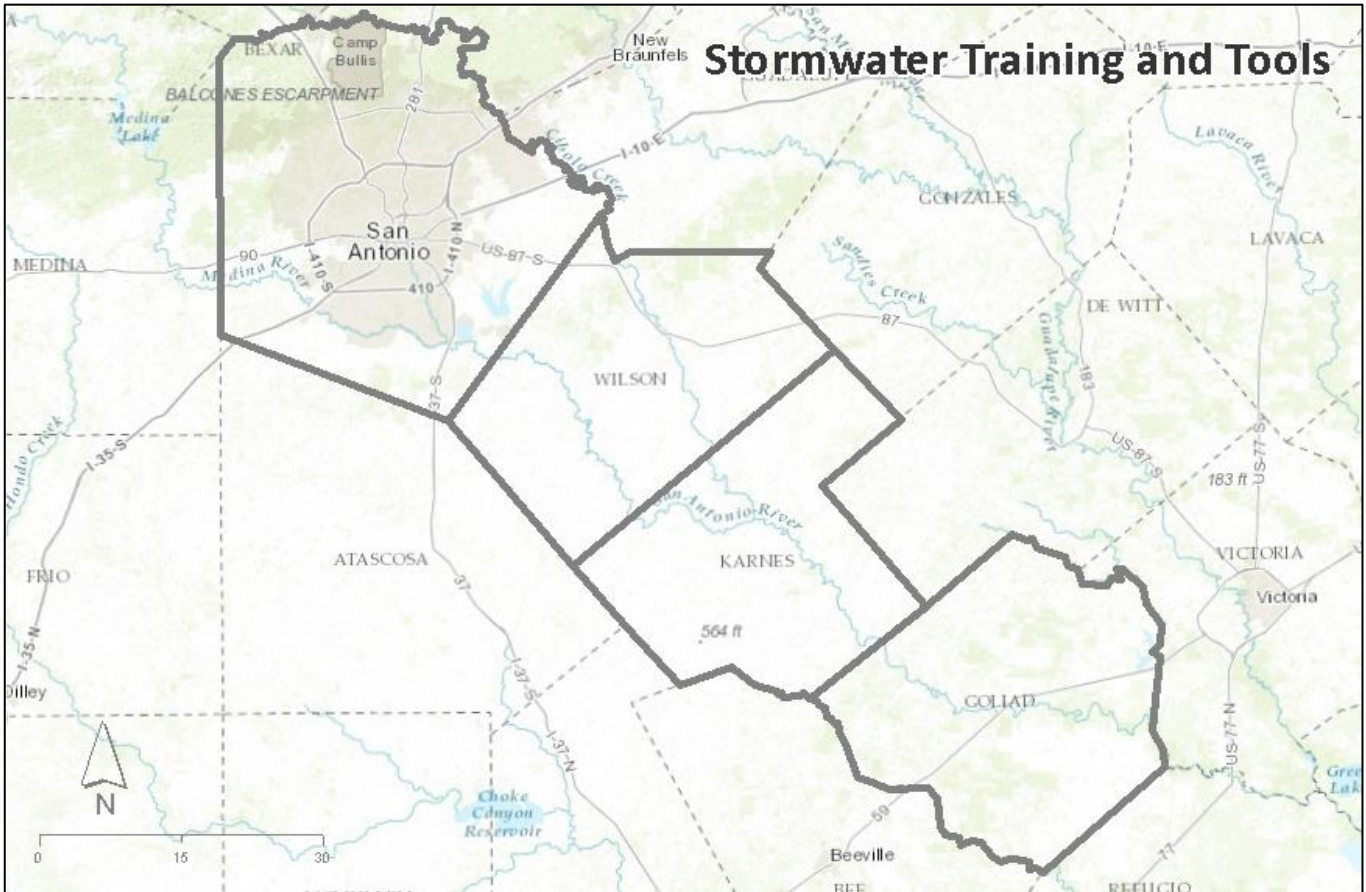 Stormwater Training and Tools
BEXAR
Camp
Bullis
New
Braunfels
I-10-E
BALCONES ESCARPMENT
281
Medina
Lake
Cibolo Creek
I-10-E
Lavaca River
GONZALES
San
Antonio
I-410-N
US-87-S
LAVACA
MEDINA
90
Medina River
I-410-S
410
Sandies Creek
87
DE WITT
Guadalupe River
183
37-S
WILSON
Hondo Creek
I-35-S
US-87-S
US-77-S
183 ft
San Antonio River
ATASCOSA
KARNES
VICTORIA
Victoria
FRIO
37
564 ft
I-35-N
Dilley
I-37-S
GOLIAD
US-77-N
I-37-N
N
Choke
Canyon
Reservoir
59
Beeville
77
0 15 30
BEE
REFUGIO